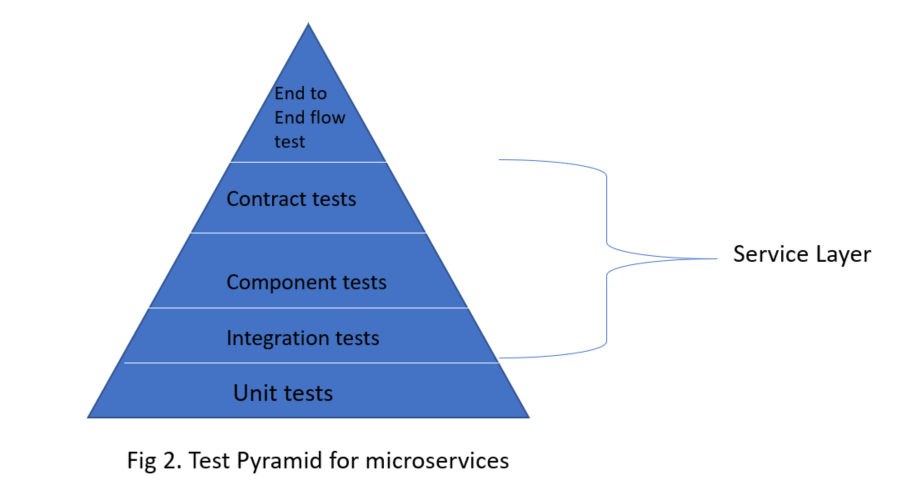 End to
End flow
test
Contract tests
Component tests
Integration tests
Unit tests
Service Layer
Fig 2. Test Pyramid for microservices